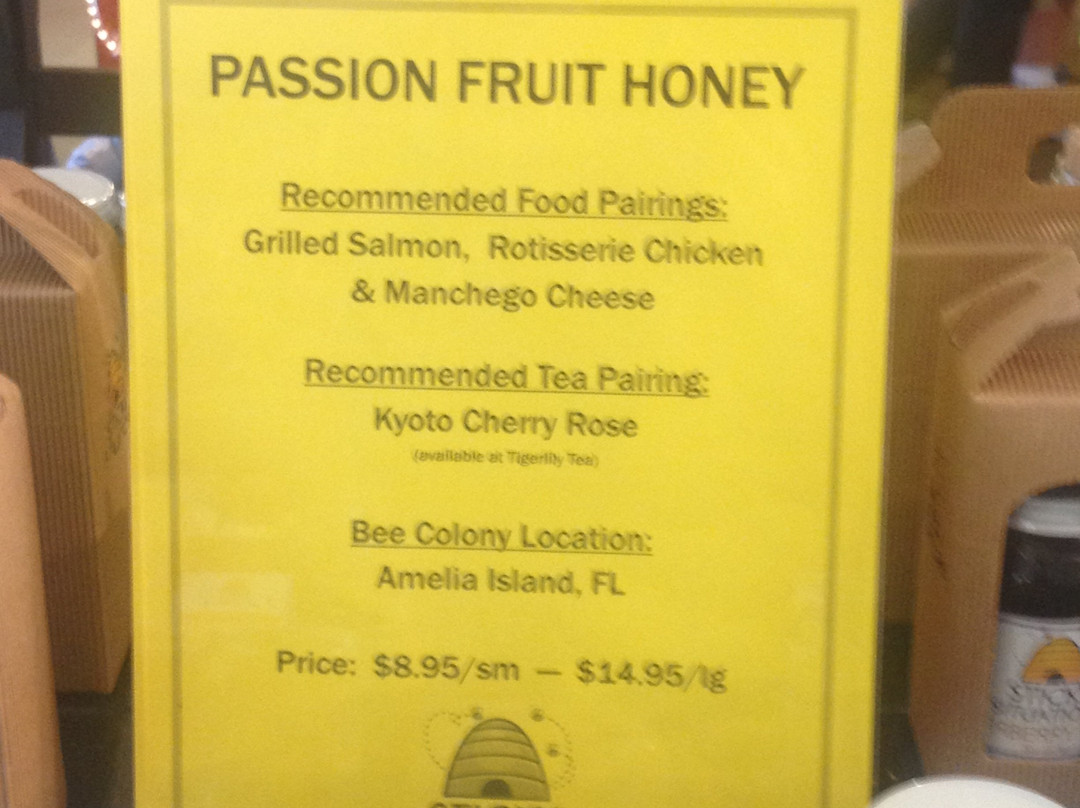 PASSION FRUIT HONEY
Recommended Food Pairings:
Grilled Salmon, Rotisserie Chicken
& Manchego Cheese
Recommended Tea Pairing:
Kyoto Cherry Rose
(available at Tigerlily Tea)
Bee Colony Location:
Amelia Island, FL
Price: $8.95/sm — $14.95/lg